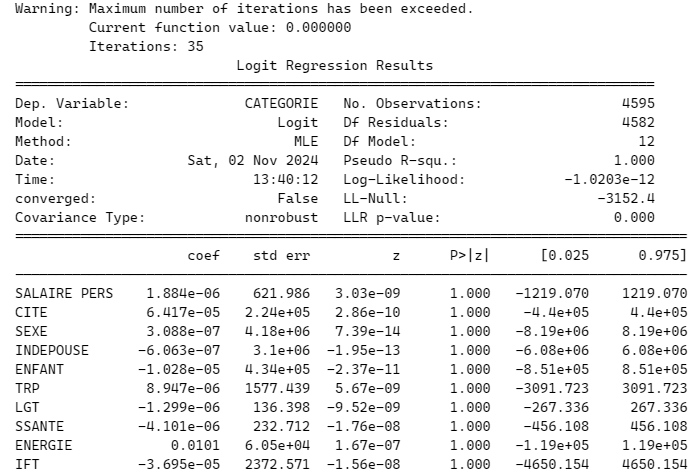 Warning: Maximum number of iterations has been exceeded.
Current function value: 0.000000
Iterations: 35
Logit Regression Results
Dep. Variable: CATEGORIE No. Observations: 4595
Model: Logit Df Residuals: 4582
Method: MLE Df Model: 12
Date: Sat, 02 Nov 2024 Pseudo R-squ.: 1.000
Time: 13:40:12 Log-Likelihood: -1.0203e-12
converged: False LL-Null: -3152.4
Covariance Type: nonrobust LLR p-value: 0.000
coef std err z P>|z| [0.025 0.975]
SALAIRE PERS 1.884e-06 621.986 3.03e-09 1.000 -1219.070 1219.070
CITE 6.417e-05 2.24e+05 2.86e-10 1.000 -4.4e+05 4.4e+05
SEXE 3.088e-07 4.18e+06 7.39e-14 1.000 -8.19e+06 8.19e+06
INDEPOUSE -6.063e-07 3.1e+06 -1.95e-13 1.000 -6.08e+06 6.08e+06
ENFANT -1.028e-05 4.34e+05 -2.37e-11 1.000 -8.51e+05 8.51e+05
TRP 8.947e-06 1577.439 5.67e-09 1.000 -3091.723 3091.723
LGT -1.299e-06 136.398 -9.52e-09 1.000 -267.336 267.336
SSANTE -4.101e-06 232.712 -1.76e-08 1.000 -456.108 456.108
ENERGIE 0.0101 6.05e+04 1.67e-07 1.000 -1.19e+05 1.19e+05
IFT -3.695e-05 2372.571 -1.56e-08 1.000 -4650.154 4650.154